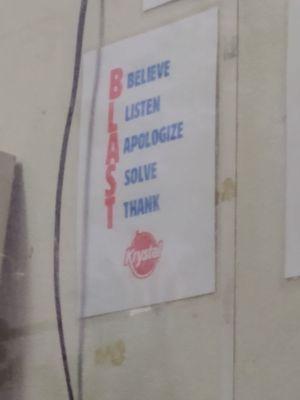 B BELIEVE
L LISTEN
A APOLOGIZE
S SOLVE
T THANK
Krystal